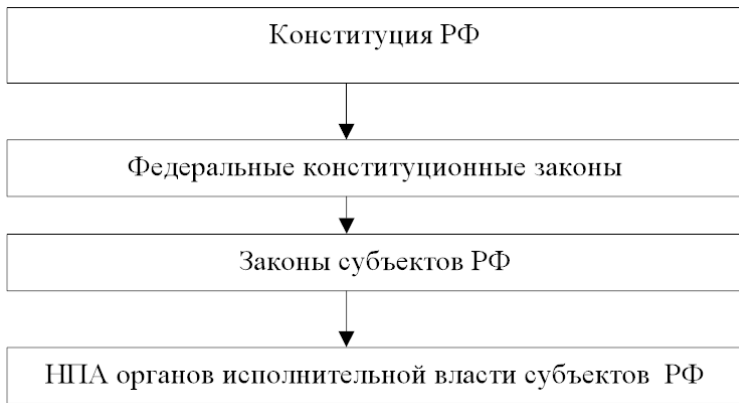 Конституция РФ
Федеральные конституционные законы
Законы субъектов РФ
НПА органов исполнительной власти субъектов РФ